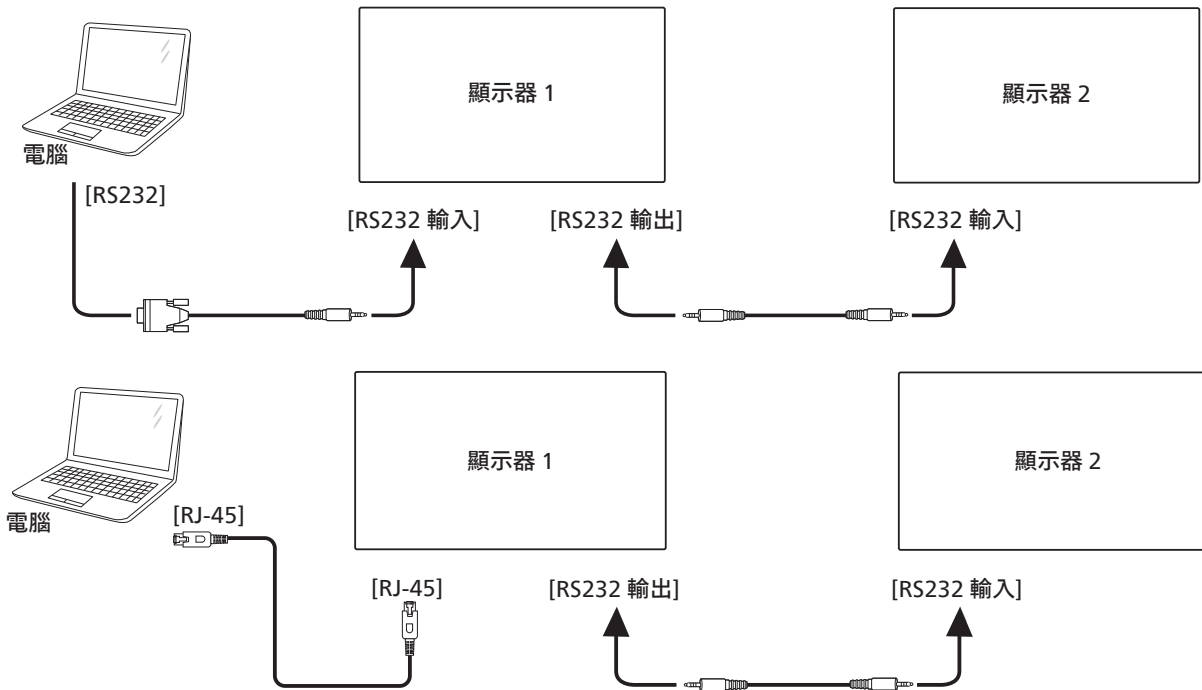 顯示器 1
顯示器 2
電腦
[RS232]
[RS232 輸入]
[RS232 輸出]
[RS232 輸入]
顯示器 1
顯示器 2
電腦
[RJ-45]
[RJ-45]
[RS232 輸出]
[RS232 輸入]